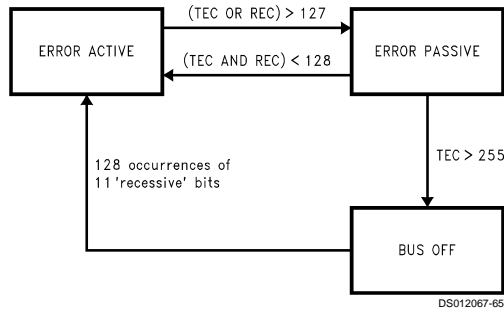 (TEC OR REC) > 127
ERROR ACTIVE
ERROR PASSIVE
(TEC AND REC) < 128
128 occurrences of
11 'recessive' bits
TEC > 255
BUS OFF
DS012067-65